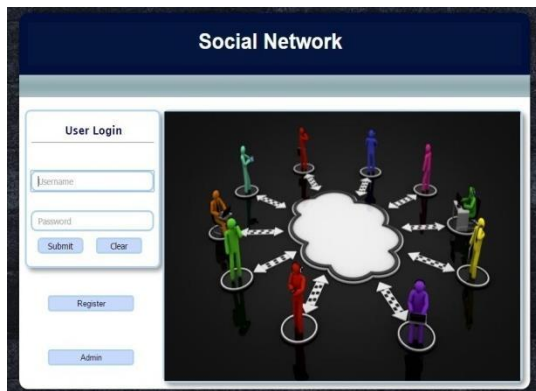 Social Network
User Login
Username
Password
Submit Clear
Register
Admin